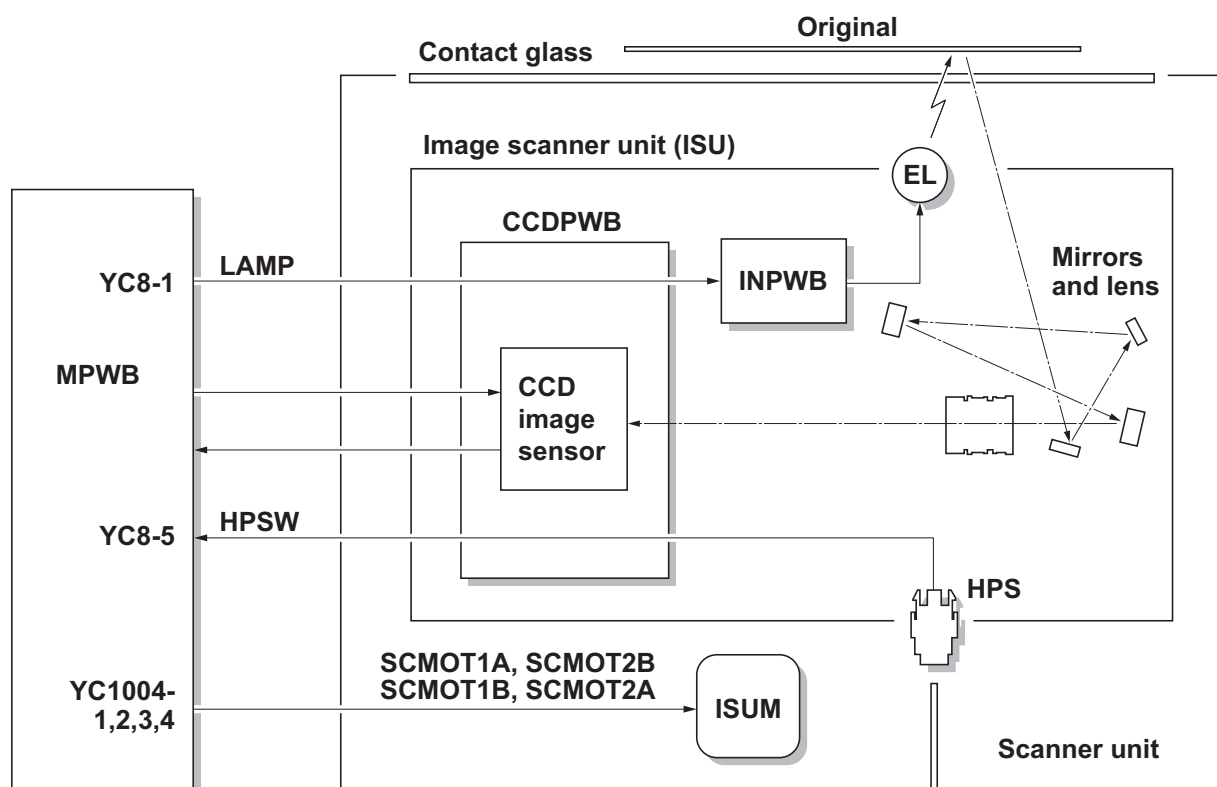 Original
Contact glass
Image scanner unit (ISU)
EL
CCDPWB
LAMP
YC8-1
INPWB
Mirrors
and lens
MPWB
CCD
image
sensor
HPSW
YC8-5
HPS
SCMOT1A, SCMOT2B
SCMOT1B, SCMOT2A
YC1004-
1,2,3,4
ISUM
Scanner unit